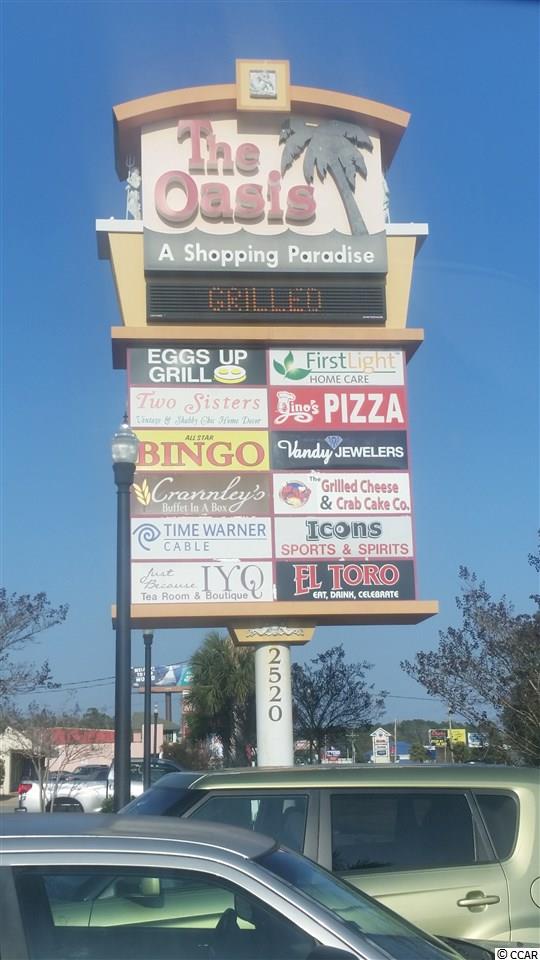 The
Oasis
A Shopping Paradise
GRILLED
EGGS UP
GRILL
FirstLight
HOME CARE
Two Sisters
Vintage & Shabby Chic Home Decor
Gino's PIZZA
ALL STAR
BINGO
Vandy JEWELERS
Crannley's
Buffet In A Box
The Grilled Cheese
& Crab Cake Co.
TIME WARNER
CABLE
Icons
SPORTS & SPIRITS
Just
Because IYQ
Tea Room & Boutique
EL TORO
EAT, DRINK, CELEBRATE
2520
© CCAR